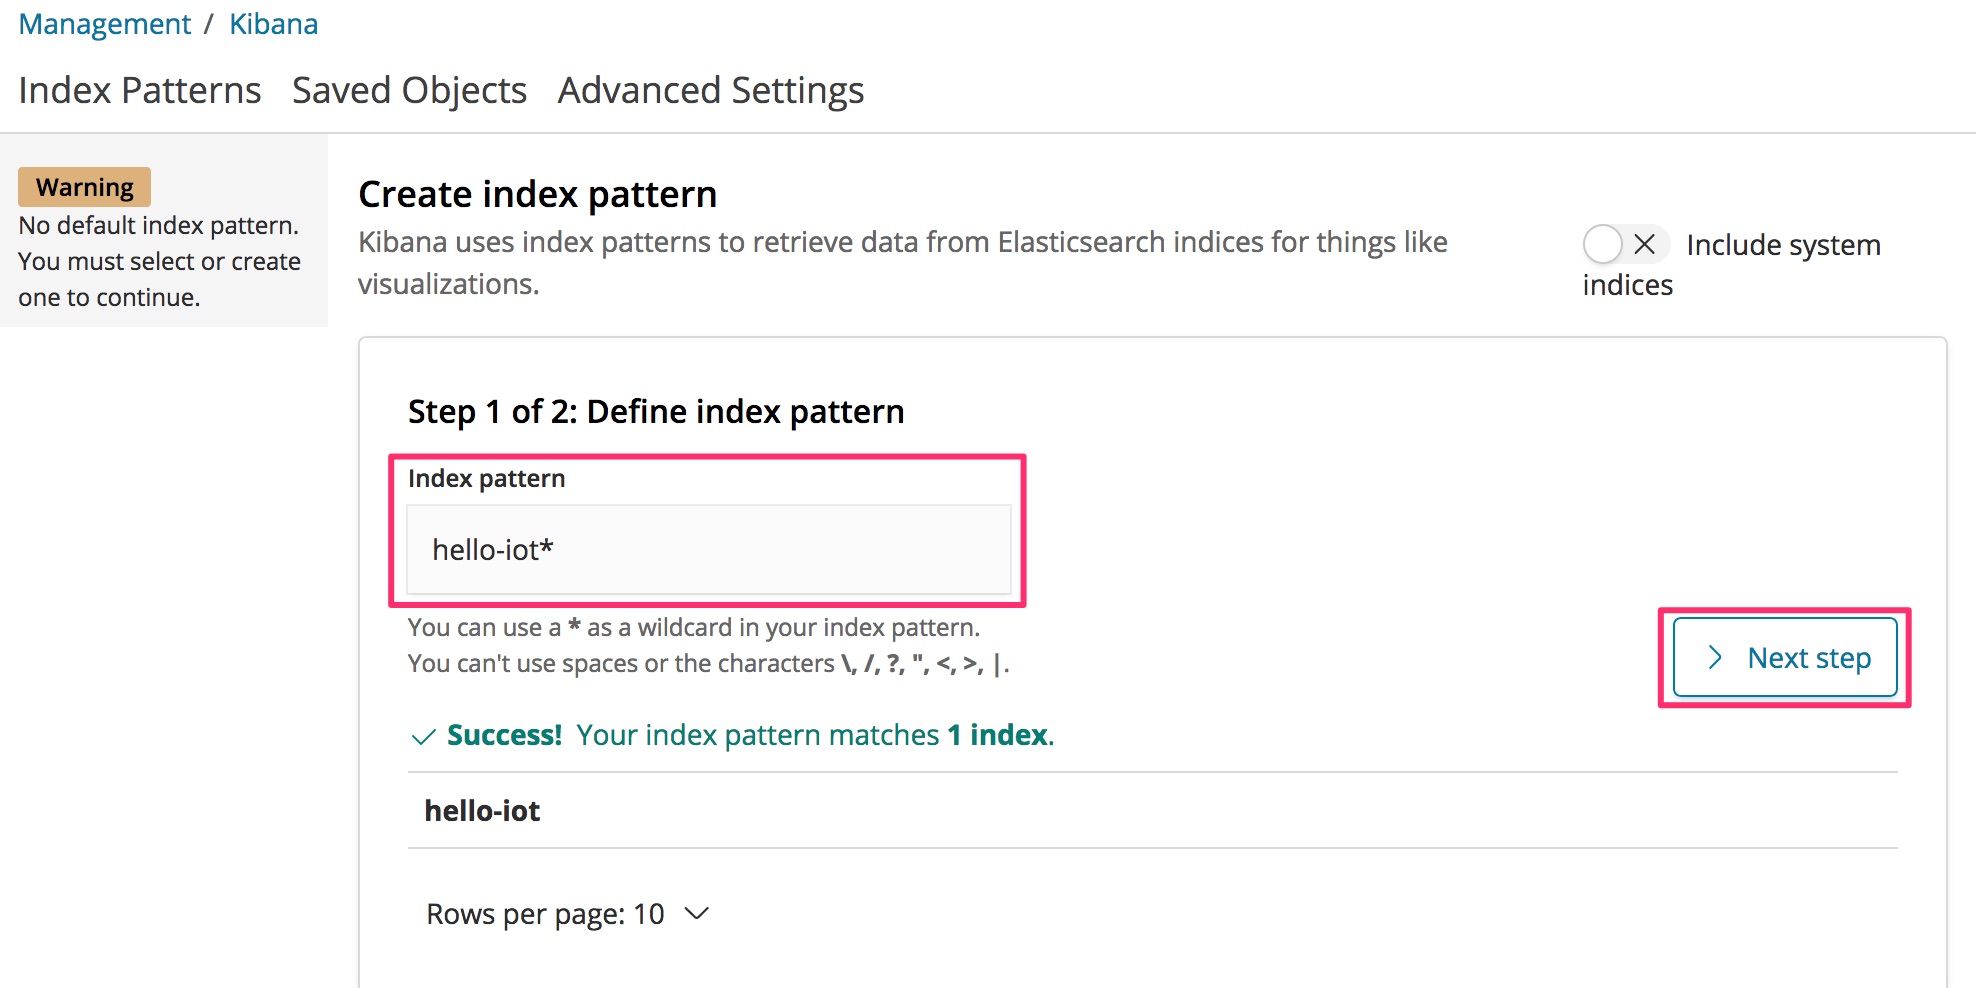 Management / Kibana
Index Patterns Saved Objects Advanced Settings
Warning
No default index pattern.
You must select or create
one to continue.
Create index pattern
Kibana uses index patterns to retrieve data from Elasticsearch indices for things like
visualizations.
Include system
indices
Step 1 of 2: Define index pattern
Index pattern
hello-iot*
You can use a * as a wildcard in your index pattern.
You can't use spaces or the characters \, /, ?, ", <, >, |.
Next step
Success! Your index pattern matches 1 index.
hello-iot
Rows per page: 10